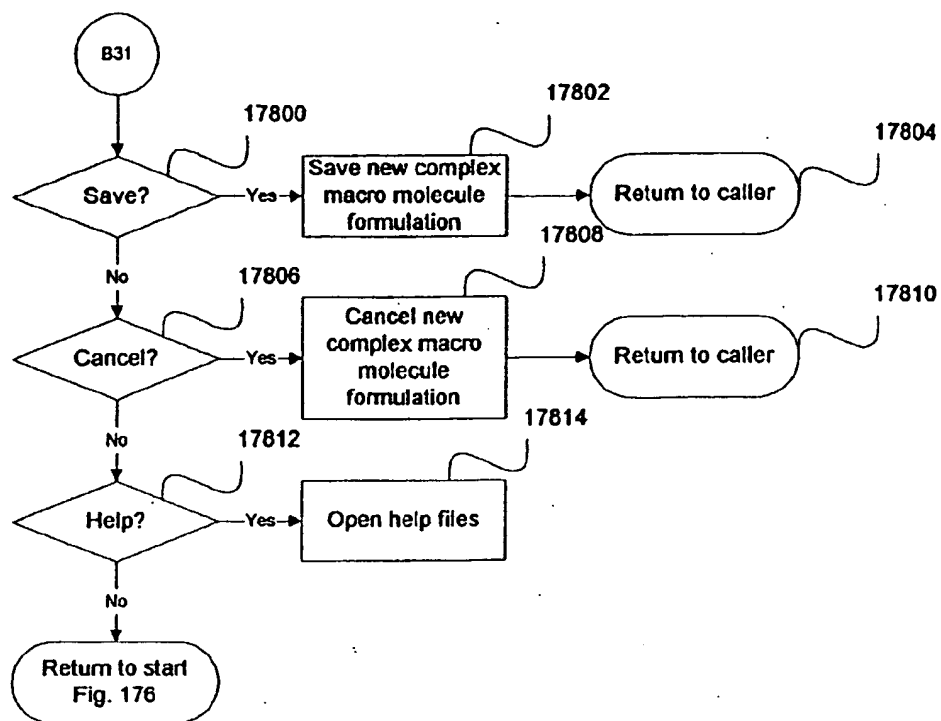 B31
17800
Save?
Yes
17802
Save new complex
macro molecule
formulation
17804
Return to caller
No
17806
Cancel?
Yes
17808
Cancel new
complex macro
molecule
formulation
17810
Return to caller
No
17812
Help?
Yes
17814
Open help files
No
Return to start
Fig. 176